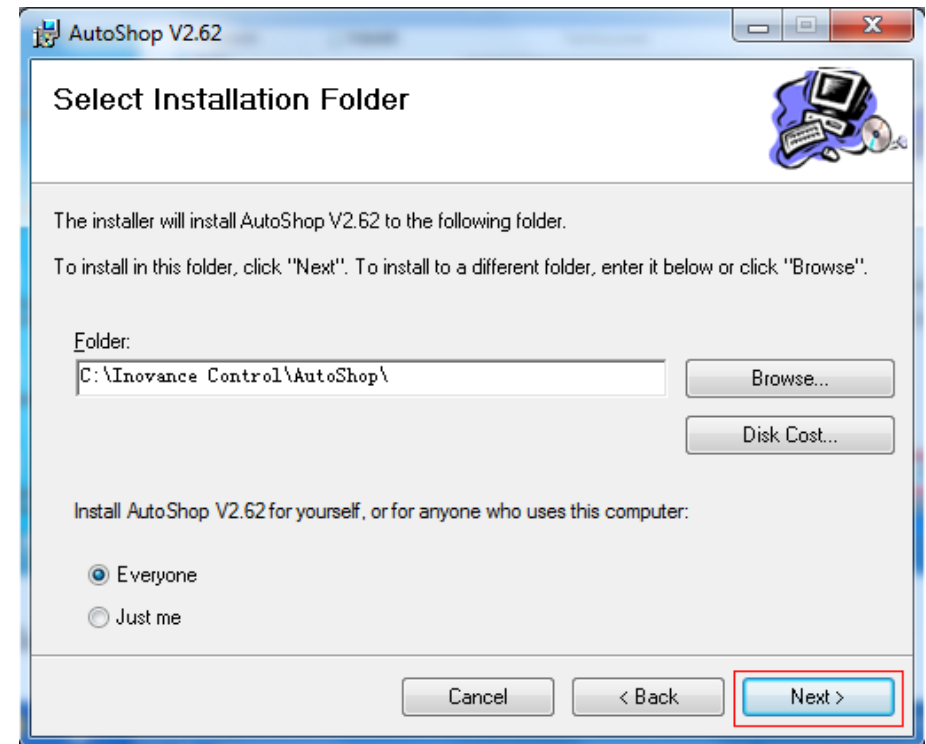 AutoShop V2.62
Select Installation Folder
The installer will install AutoShop V2.62 to the following folder.
To install in this folder, click "Next". To install to a different folder, enter it below or click "Browse".
Folder:
C:\Inovance Control\AutoShop\
Browse...
Disk Cost...
Install AutoShop V2.62 for yourself, or for anyone who uses this computer:
Everyone
Just me
Cancel
< Back
Next >